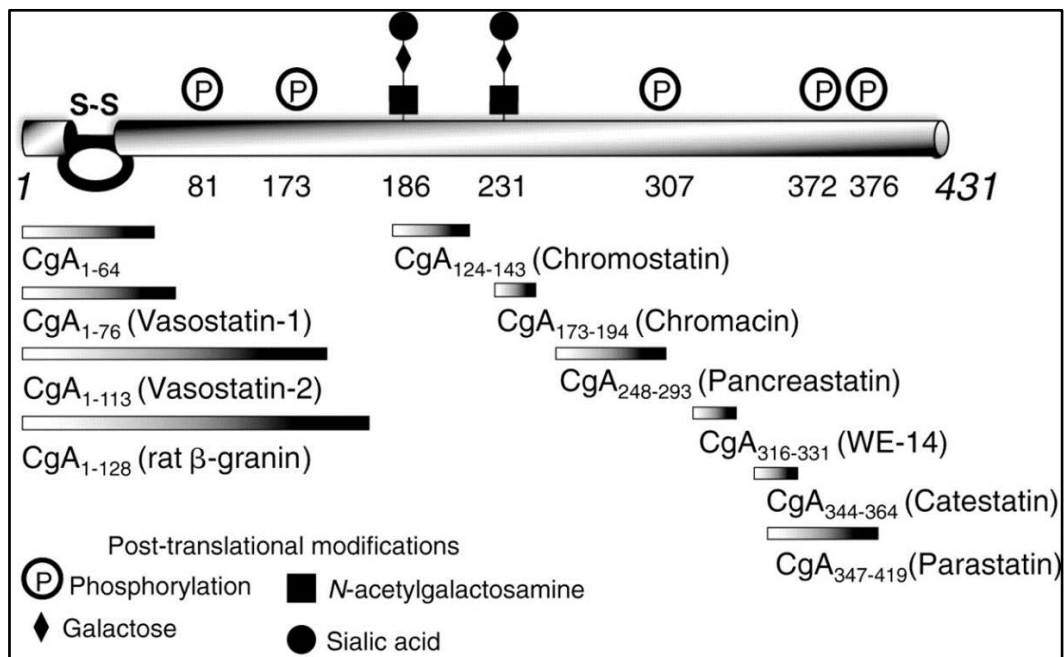 S-S P P P P P
1 81 173 186 231 307 372 376 431
CgA1-64
CgA1-76 (Vasostatin-1)
CgA1-113 (Vasostatin-2)
CgA1-128 (rat β-granin)
CgA124-143 (Chromostatin)
CgA173-194 (Chromacin)
CgA248-293 (Pancreastatin)
CgA316-331 (WE-14)
CgA344-364 (Catestatin)
CgA347-419(Parastatin)
Post-translational modifications
P Phosphorylation
Galactose
N-acetylgalactosamine
Sialic acid